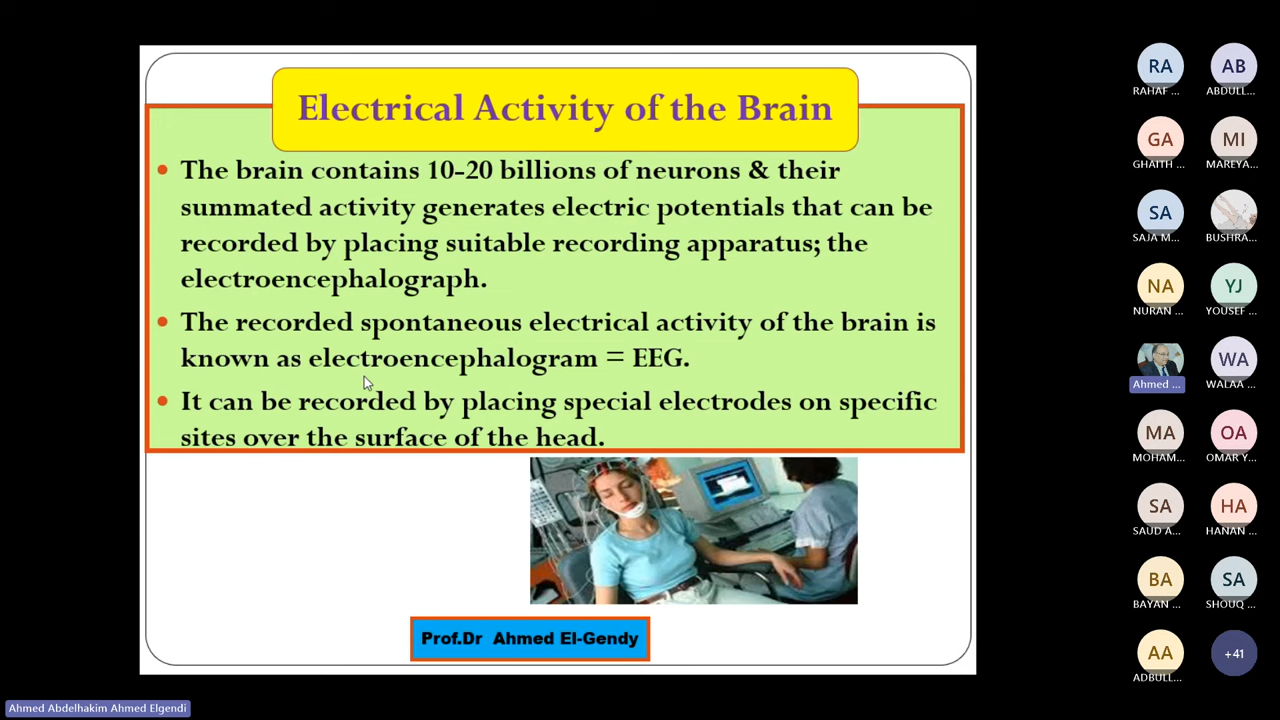 Electrical Activity of the Brain
• The brain contains 10-20 billions of neurons & their
summated activity generates electric potentials that can be
recorded by placing suitable recording apparatus; the
electroencephalograph.
• The recorded spontaneous electrical activity of the brain is
known as electroencephalogram = EEG.
• It can be recorded by placing special electrodes on specific
sites over the surface of the head.
Prof.Dr Ahmed El-Gendy
RA AB
RAHAF ... ABDULL...
GA MI
GHAITH ... MAREYA...
SA
SAJA M... BUSHRA...
NA YJ
NURAN ... YOUSEF ...
WA
Ahmed ... WALAA ...
MA OA
MOHAM... OMAR Y...
SA HA
SAUD A... HANAN ...
BA SA
BAYAN ... SHOUQ ...
AA +41
ADBULL...
Ahmed Abdelhakim Ahmed Elgendi